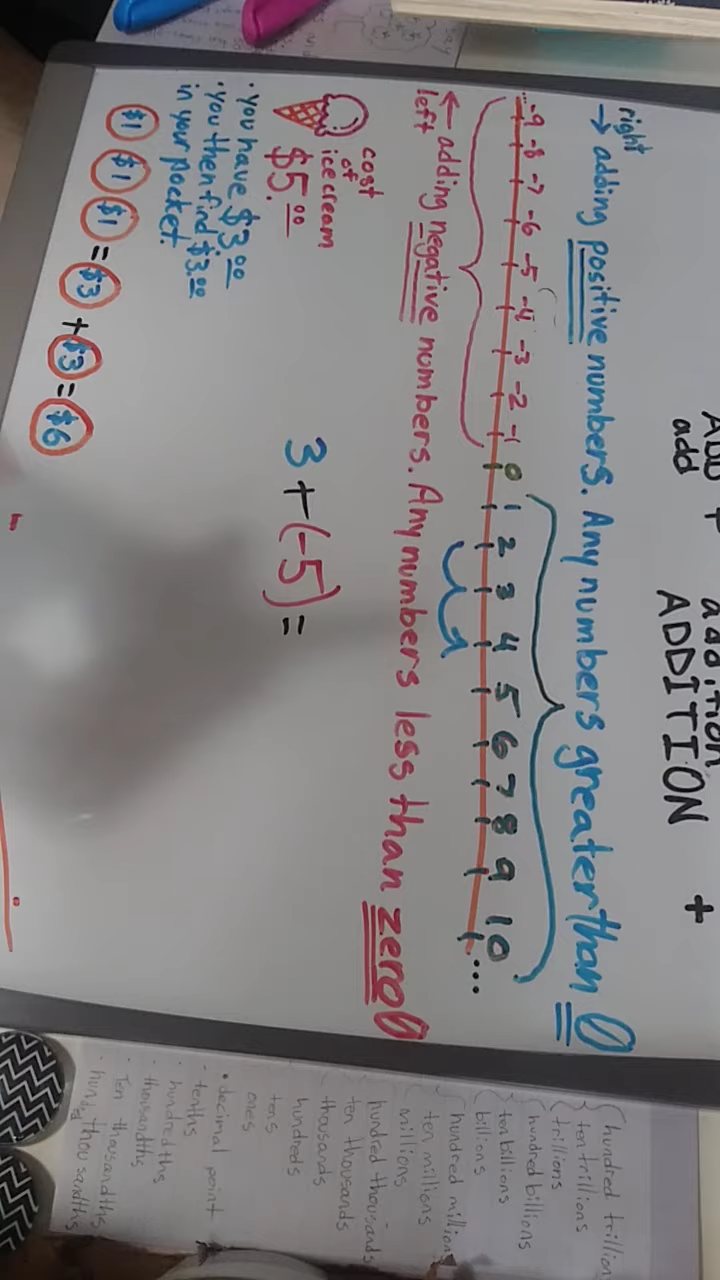 addition
add
ADDITION +
right
→ adding positive numbers. Any numbers greater than 0
...-9 -8 -7 -6 -5 -4 -3 -2 -1 0 1 2 3 4 5 6 7 8 9 10...
← adding negative numbers. Any numbers less than zero 0
left
cost
of
ice cream
$5.00
3 + (-5) =
• you have $3.00
• you then find $3.00
in your pocket.
$1 $1 $1 = $3 + $3 = $6
hundred trillion
ten trillions
trillions
hundred billions
ten billions
billions
hundred millions
ten millions
millions
hundred thousands
ten thousands
thousands
hundreds
tens
ones
• decimal point
- tenths
• hundredths
• thousandths
• Ten thousandths
• hundred thousandths